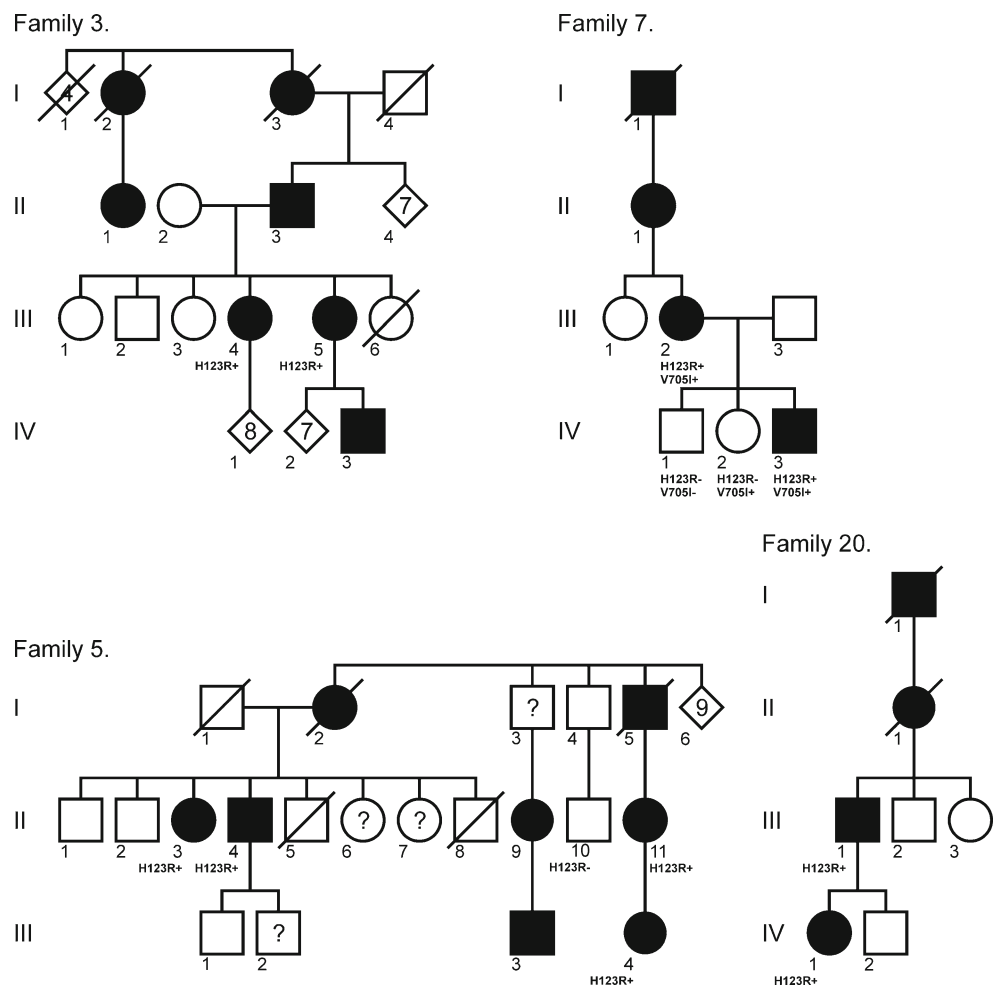 Family 3.
I
4
1
2
3
4
II
1
2
3
7
4
III
1
2
3
4
5
6
H123R+
H123R+
IV
8
1
7
2
3
Family 7.
I
1
II
1
III
1
2
3
H123R+
V705I+
IV
1
2
3
H123R-
H123R-
H123R+
V705I-
V705I+
V705I+
Family 5.
I
1
2
?
3
4
5
9
6
II
1
2
3
4
5
?
6
?
7
8
9
10
11
H123R+
H123R+
H123R-
H123R+
III
1
?
2
3
4
H123R+
Family 20.
I
1
II
1
III
1
2
3
H123R+
IV
1
2
H123R+